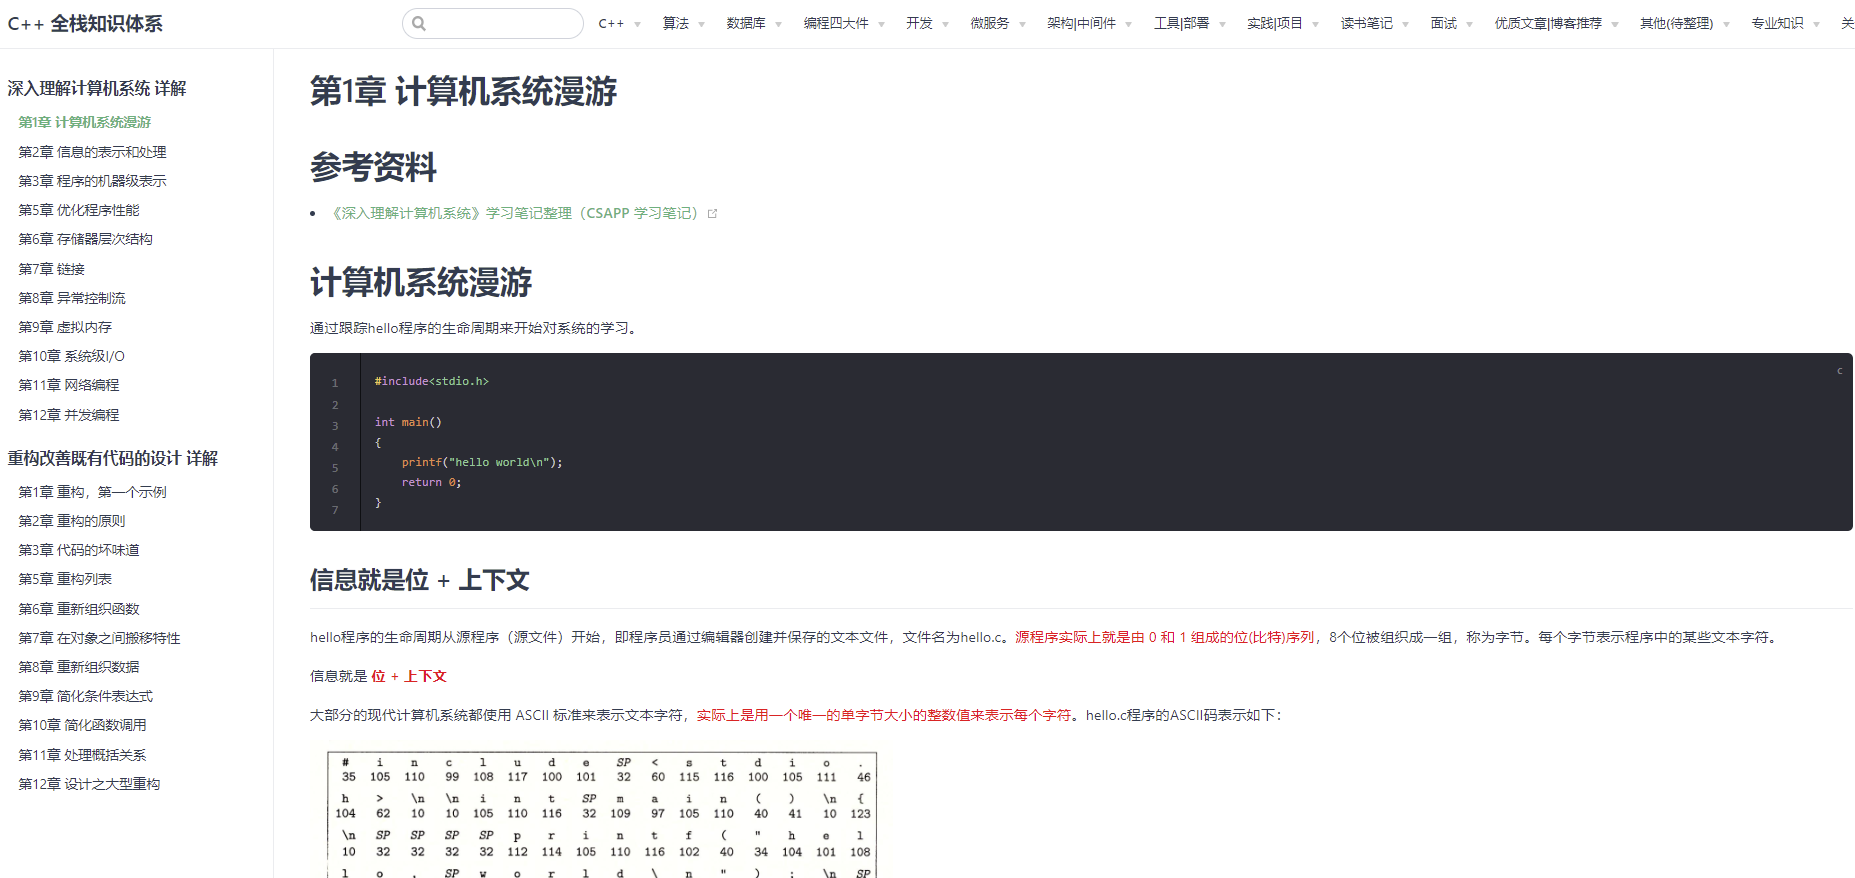 C++ 全栈知识体系
C++ 算法 数据库 编程四大件 开发 微服务 架构|中间件 工具|部署 实践|项目 读书笔记 面试 优质文章|博客推荐 其他(待整理) 专业知识 关
深入理解计算机系统 详解
第1章 计算机系统漫游
第2章 信息的表示和处理
第3章 程序的机器级表示
第5章 优化程序性能
第6章 存储器层次结构
第7章 链接
第8章 异常控制流
第9章 虚拟内存
第10章 系统级I/O
第11章 网络编程
第12章 并发编程
重构改善既有代码的设计 详解
第1章 重构，第一个示例
第2章 重构的原则
第3章 代码的坏味道
第5章 重构列表
第6章 重新组织函数
第7章 在对象之间搬移特性
第8章 重新组织数据
第9章 简化条件表达式
第10章 简化函数调用
第11章 处理概括关系
第12章 设计之大型重构
第1章 计算机系统漫游
参考资料
• 《深入理解计算机系统》学习笔记整理（CSAPP 学习笔记）
计算机系统漫游
通过跟踪hello程序的生命周期来开始对系统的学习。
c
1 #include<stdio.h>
2
3 int main()
4 {
5 printf("hello world\n");
6 return 0;
7 }
信息就是位 + 上下文
hello程序的生命周期从源程序（源文件）开始，即程序员通过编辑器创建并保存的文本文件，文件名为hello.c。源程序实际上就是由 0 和 1 组成的位(比特)序列，8个位被组织成一组，称为字节。每个字节表示程序中的某些文本字符。
信息就是 位 + 上下文
大部分的现代计算机系统都使用 ASCII 标准来表示文本字符，实际上是用一个唯一的单字节大小的整数值来表示每个字符。hello.c程序的ASCII码表示如下：
# i n c l u d e SP < s t d i o .
35 105 110 99 108 117 100 101 32 60 115 116 100 105 111 46
h > \n \n i n t SP m a i n ( ) \n {
104 62 10 10 105 110 116 32 109 97 105 110 40 41 10 123
\n SP SP SP SP p r i n t f ( " h e l
10 32 32 32 32 112 114 105 110 116 102 40 34 104 101 108
l o , SP w o r l d \ n " ) ; \n SP